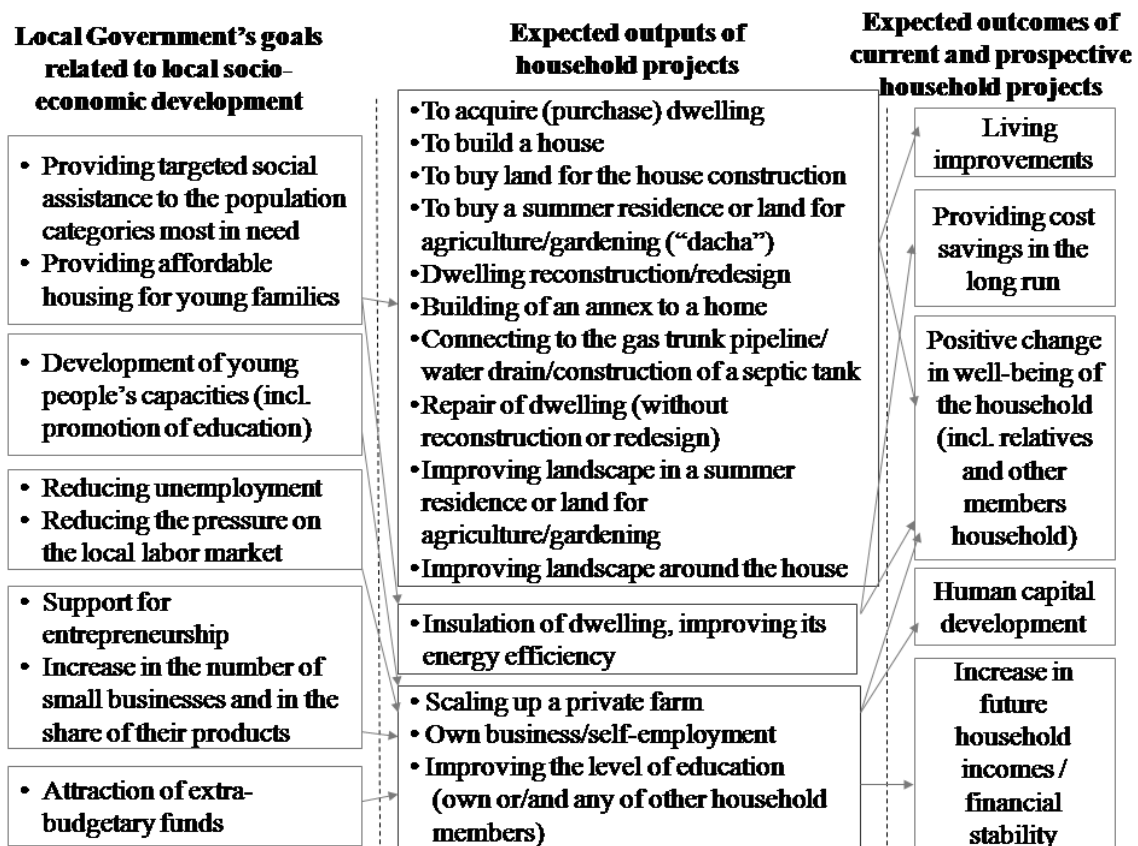 Local Government's goals
related to local socio-
economic development
• Providing targeted social
assistance to the population
categories most in need
• Providing affordable
housing for young families
• Development of young
people's capacities (incl.
promotion of education)
• Reducing unemployment
• Reducing the pressure on
the local labor market
• Support for
entrepreneurship
• Increase in the number of
small businesses and in the
share of their products
• Attraction of extra-
budgetary funds
Expected outputs of
household projects
• To acquire (purchase) dwelling
• To build a house
• To buy land for the house construction
• To buy a summer residence or land for
agriculture/gardening (“dacha”)
• Dwelling reconstruction/redesign
• Building of an annex to a home
• Connecting to the gas trunk pipeline/
water drain/construction of a septic tank
• Repair of dwelling (without
reconstruction or redesign)
• Improving landscape in a summer
residence or land for
agriculture/gardening
• Improving landscape around the house
• Insulation of dwelling, improving its
energy efficiency
• Scaling up a private farm
• Own business/self-employment
• Improving the level of education
(own or/and any of other household
members)
Expected outcomes of
current and prospective
household projects
Living
improvements
Providing cost
savings in the
long run
Positive change
in well-being of
the household
(incl. relatives
and other
members
household)
Human capital
development
Increase in
future
household
incomes /
financial
stability